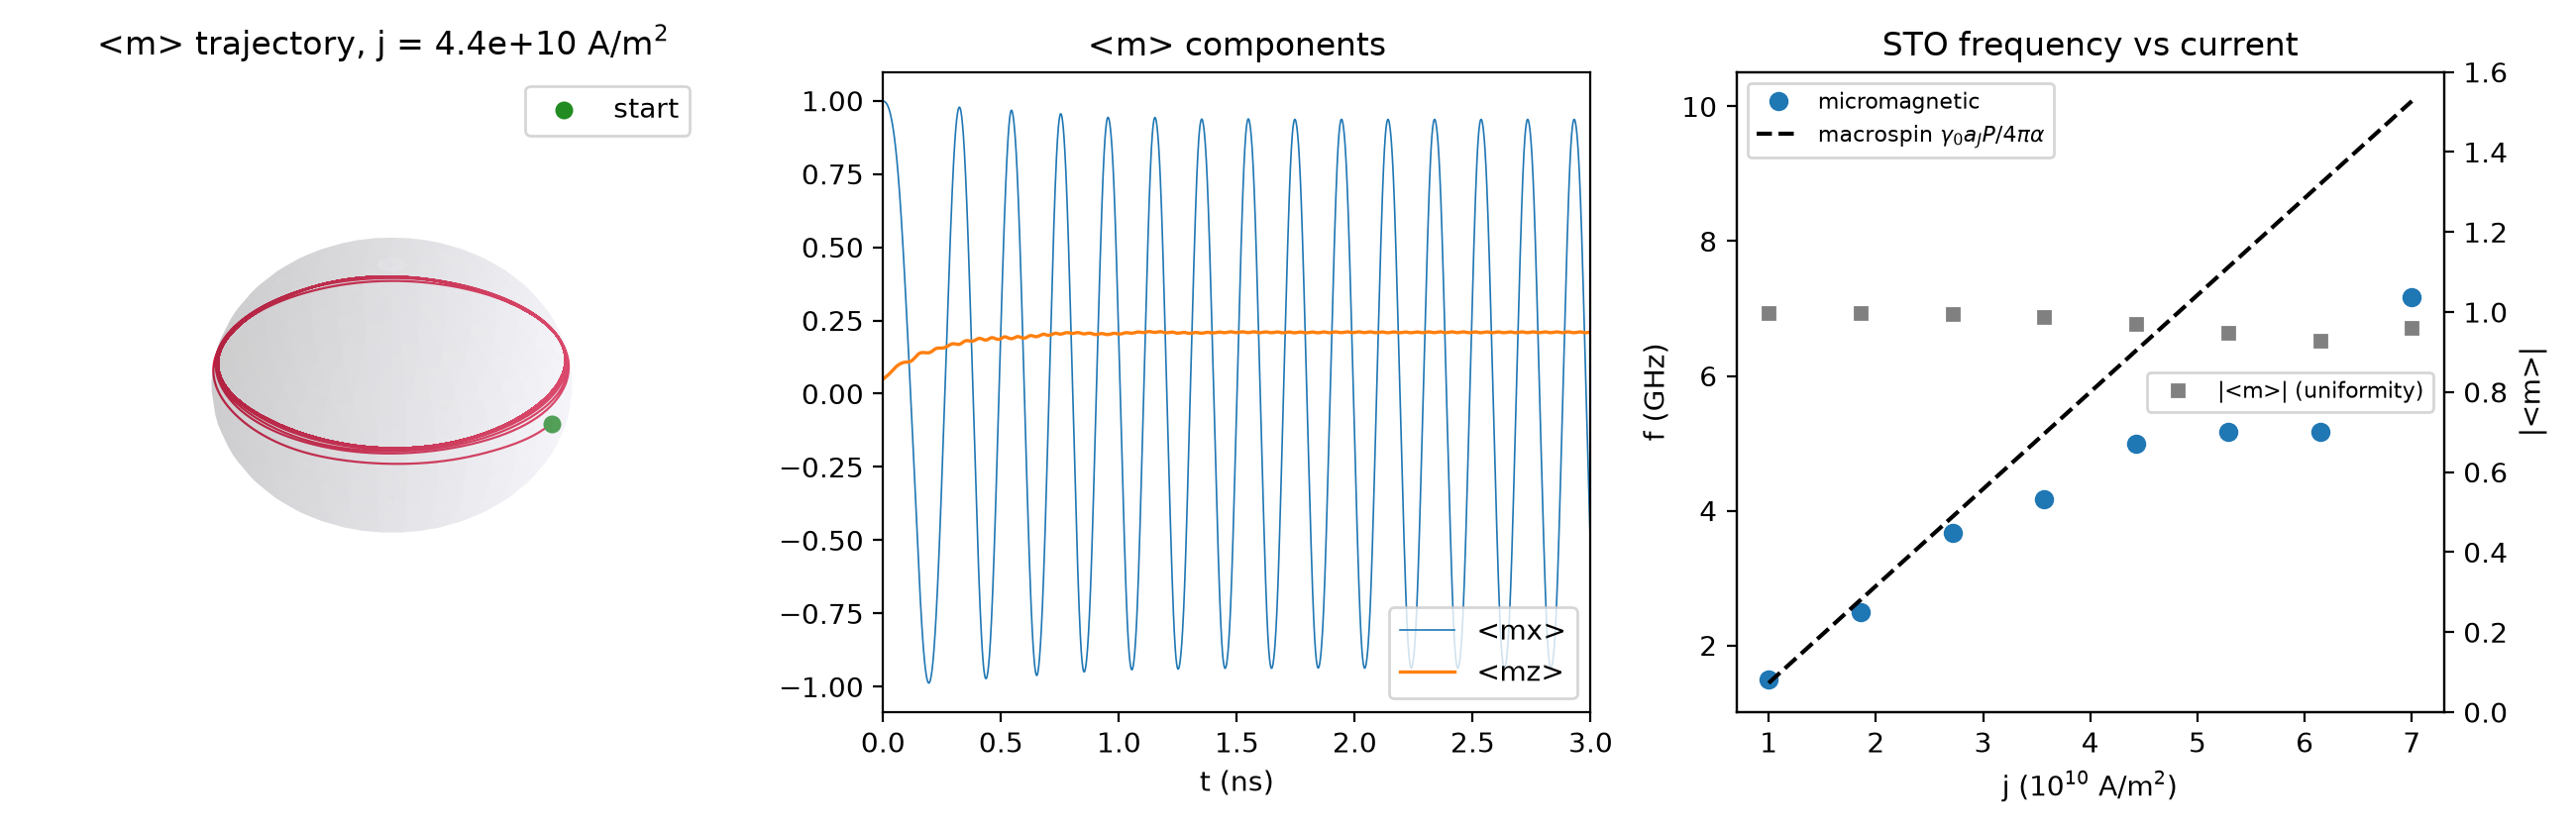 <m> trajectory, j = 4.4e+10 A/m²
start
<m> components
1.00
0.75
0.50
0.25
0.00
−0.25
−0.50
−0.75
−1.00
0.0 0.5 1.0 1.5 2.0 2.5 3.0
t (ns)
<mx>
<mz>
STO frequency vs current
micromagnetic
macrospin γ₀aJP/4πα
|<m>| (uniformity)
f (GHz)
10
8
6
4
2
1 2 3 4 5 6 7
j (10¹⁰ A/m²)
1.6
1.4
1.2
1.0
0.8
0.6
0.4
0.2
0.0
|<m>|